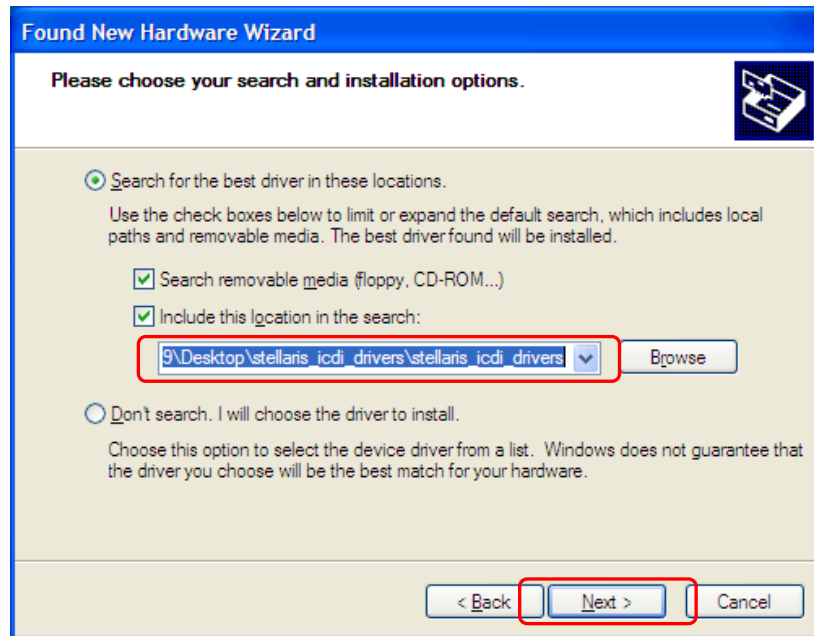 Found New Hardware Wizard
Please choose your search and installation options.
Search for the best driver in these locations.
Use the check boxes below to limit or expand the default search, which includes local
paths and removable media. The best driver found will be installed.
Search removable media (floppy, CD-ROM...)
Include this location in the search:
9\Desktop\stellaris_icdi_drivers\stellaris_icdi_drivers
Browse
Don't search. I will choose the driver to install.
Choose this option to select the device driver from a list. Windows does not guarantee that
the driver you choose will be the best match for your hardware.
< Back
Next >
Cancel